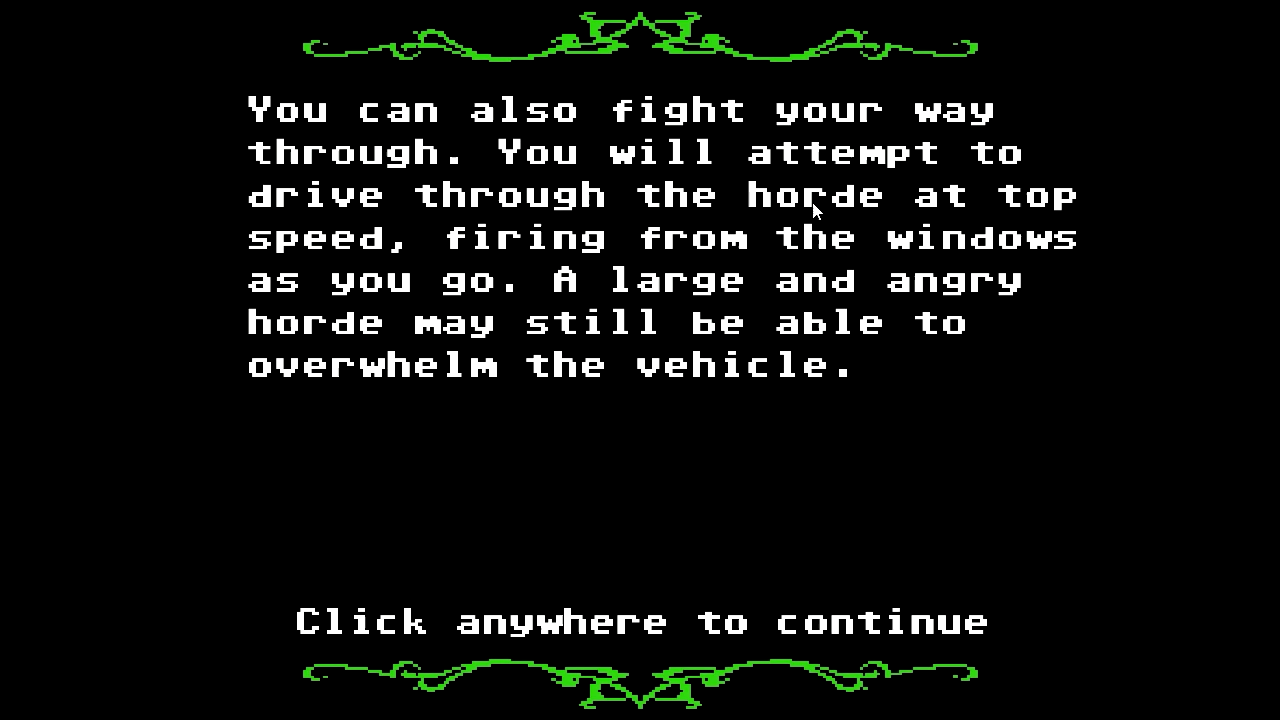 You can also fight your way
through. You will attempt to
drive through the horde at top
speed, firing from the windows
as you go. A large and angry
horde may still be able to
overwhelm the vehicle.
Click anywhere to continue